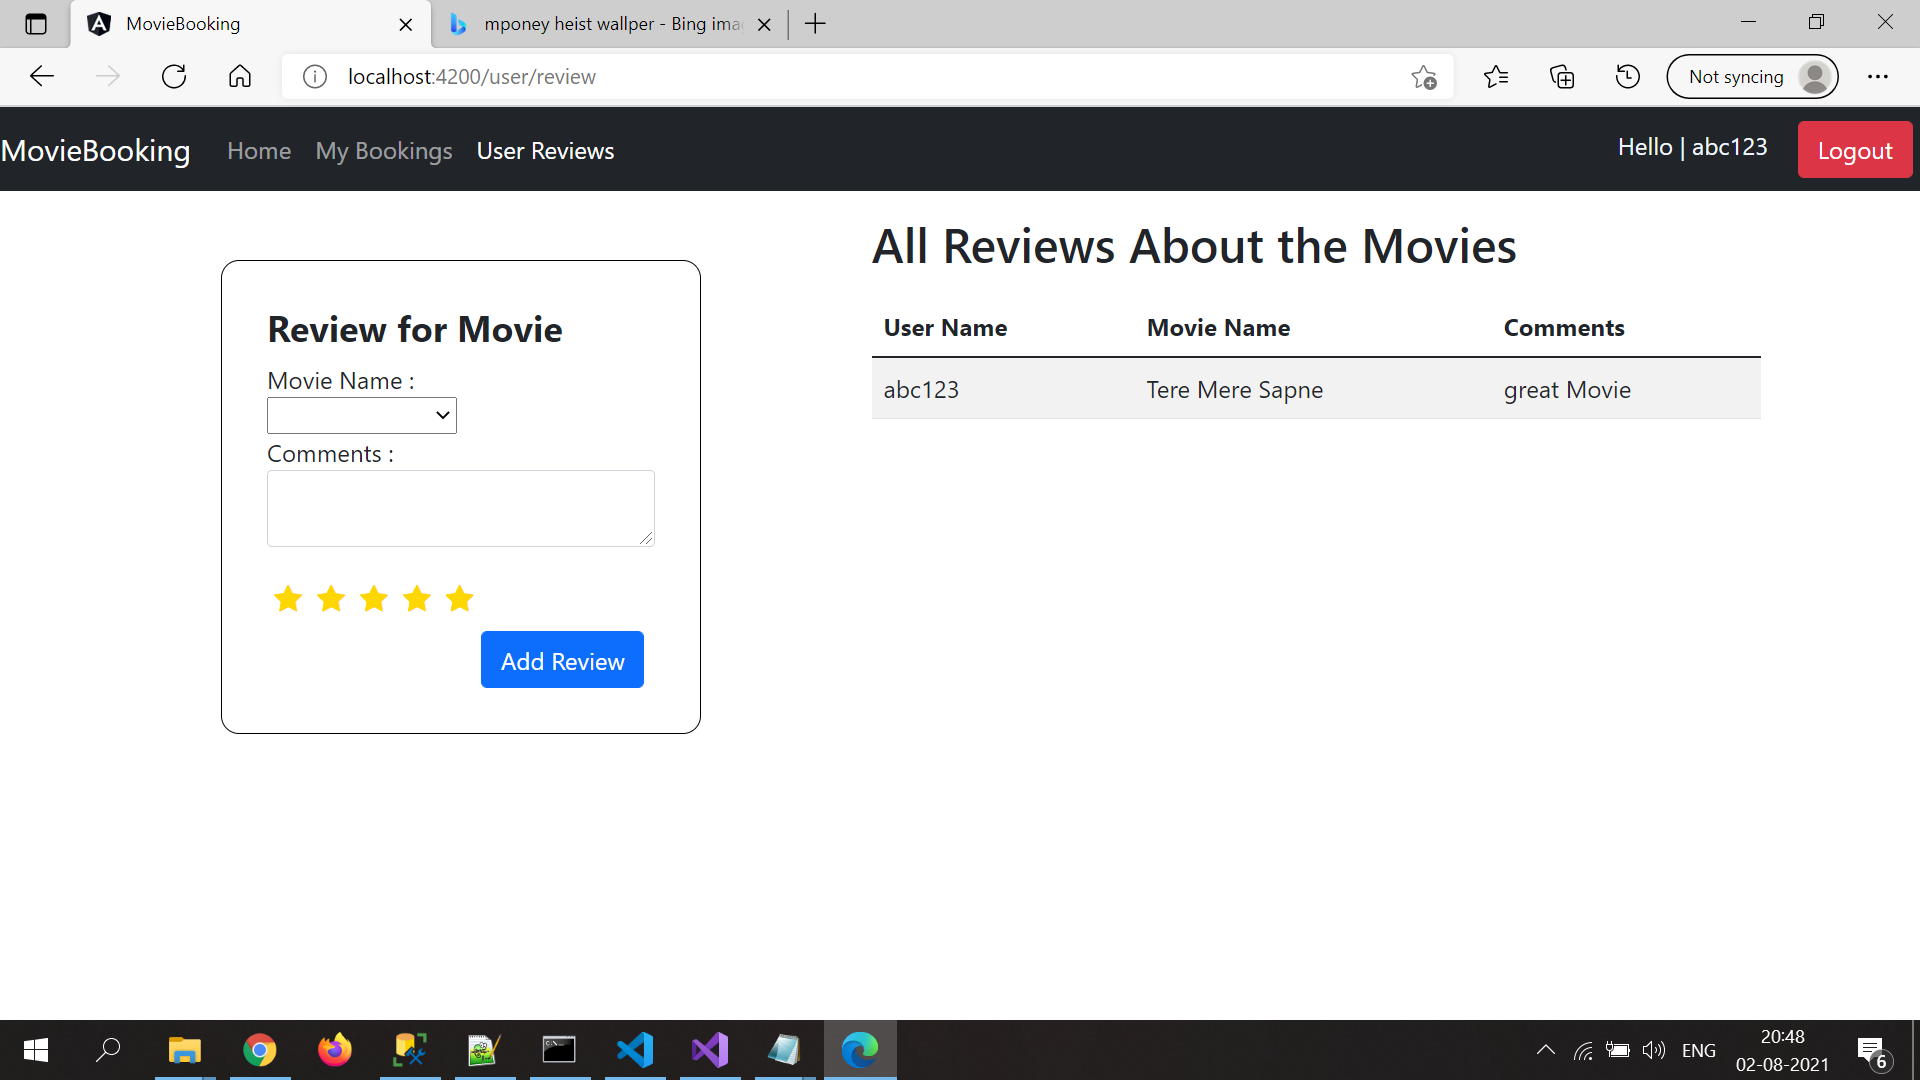 MovieBooking
mponey heist wallper - Bing ima
localhost:4200/user/review
Not syncing
MovieBooking
Home
My Bookings
User Reviews
Hello | abc123
Logout
Review for Movie
Movie Name :
Comments :
Add Review
All Reviews About the Movies
User Name Movie Name Comments
abc123 Tere Mere Sapne great Movie
ENG
20:48
02-08-2021
6